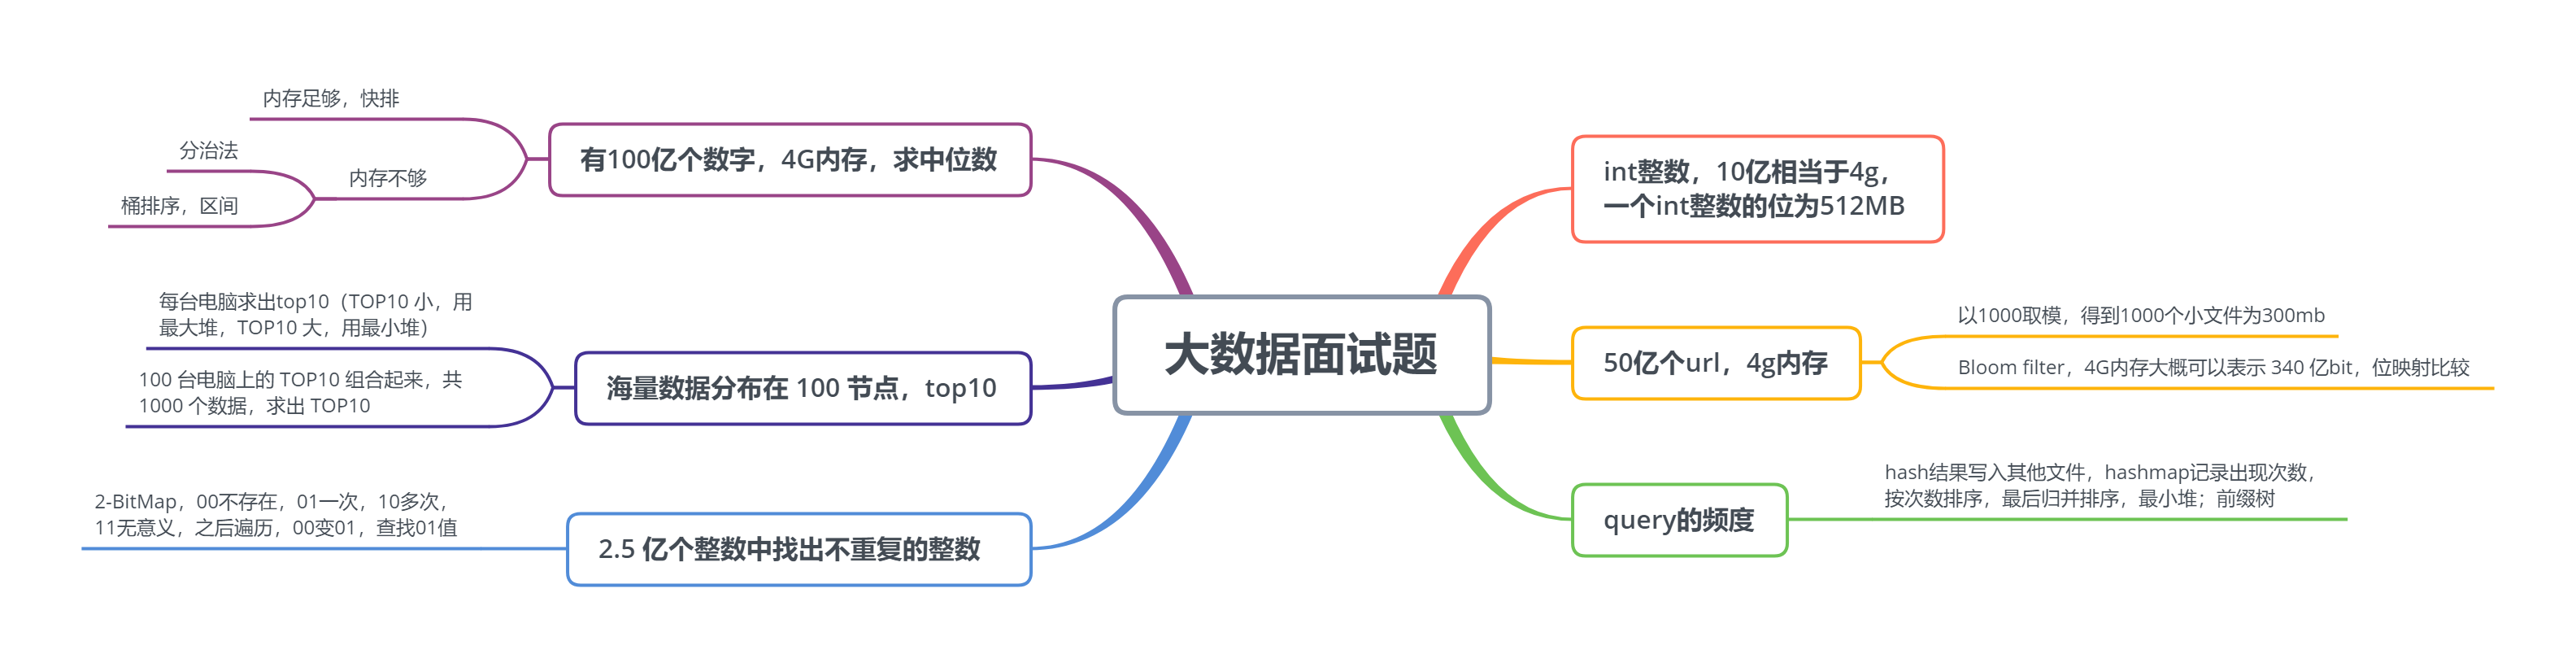 大数据面试题
int整数，10亿相当于4g，
一个int整数的位为512MB
50亿个url，4g内存
以1000取模，得到1000个小文件为300mb
Bloom filter，4G内存大概可以表示 340 亿bit，位映射比较
query的频度
hash结果写入其他文件，hashmap记录出现次数，
按次数排序，最后归并排序，最小堆；前缀树
有100亿个数字，4G内存，求中位数
内存足够，快排
内存不够
分治法
桶排序，区间
海量数据分布在 100 节点，top10
每台电脑求出top10（TOP10 小，用
最大堆，TOP10 大，用最小堆）
100 台电脑上的 TOP10 组合起来，共
1000 个数据，求出 TOP10
2.5 亿个整数中找出不重复的整数
2-BitMap，00不存在，01一次，10多次，
11无意义，之后遍历，00变01，查找01值